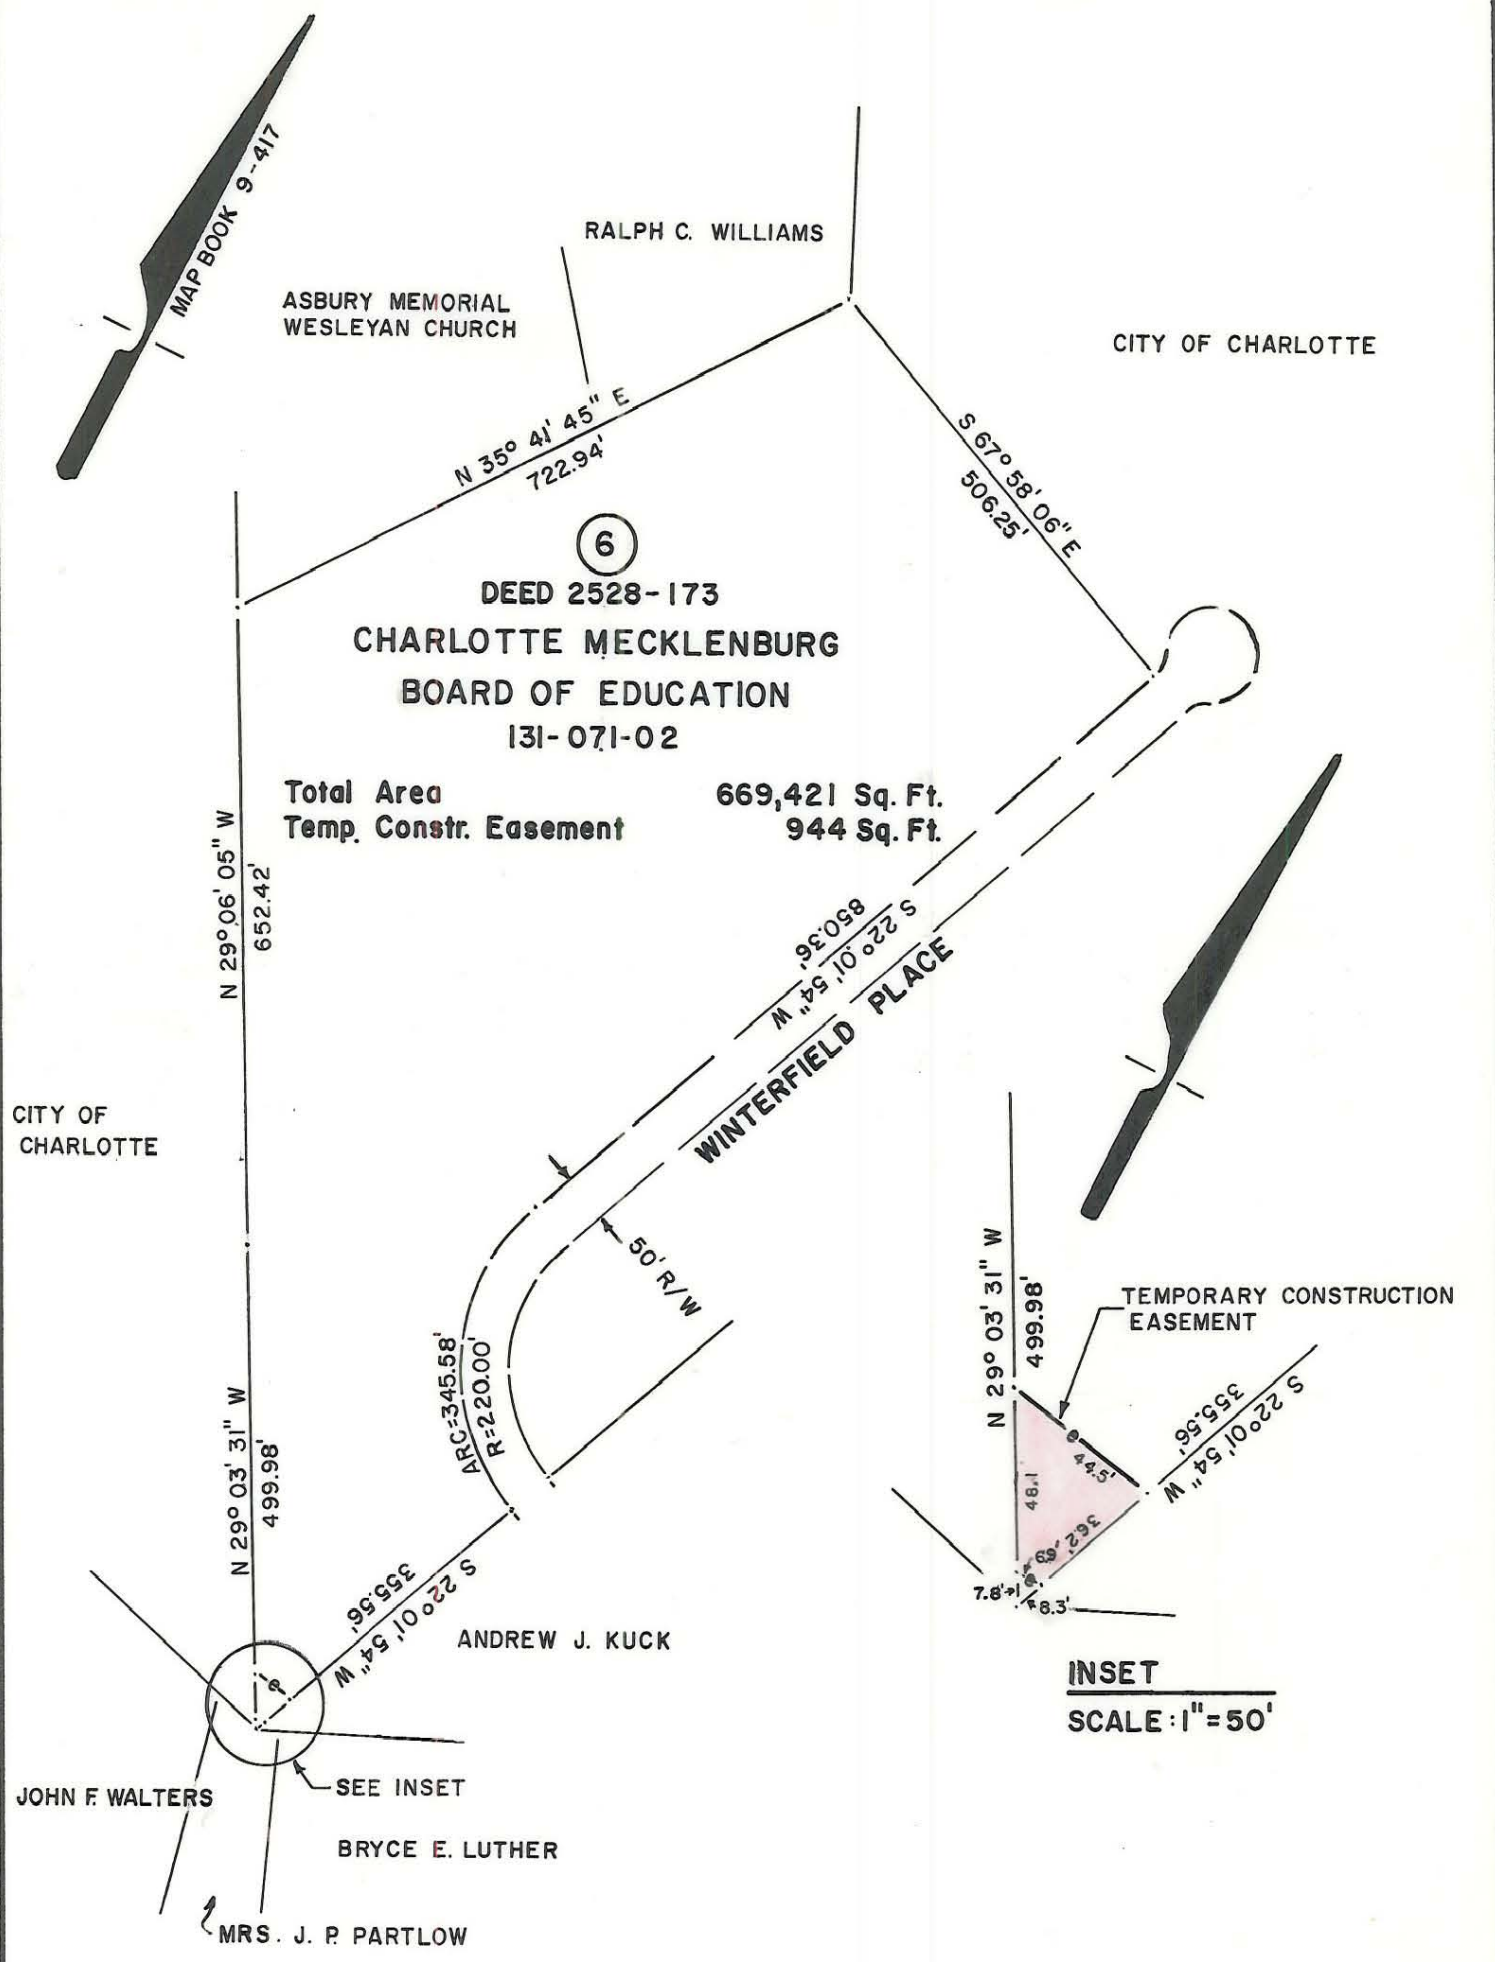 MAP BOOK 9-417
RALPH C. WILLIAMS
ASBURY MEMORIAL
WESLEYAN CHURCH
CITY OF CHARLOTTE
N 35° 41' 45" E
722.94'
S 67° 58' 06" E
506.25'
6
DEED 2528-173
CHARLOTTE MECKLENBURG
BOARD OF EDUCATION
131-071-02
Total Area 669,421 Sq. Ft.
Temp. Constr. Easement 944 Sq. Ft.
N 29° 06' 05" W
652.42'
S 22° 01' 54" W
850.36'
WINTERFIELD PLACE
CITY OF
CHARLOTTE
50' R/W
ARC=345.58'
R=220.00'
N 29° 03' 31" W
499.98'
S 22° 01' 54" W
355.56'
ANDREW J. KUCK
JOHN F. WALTERS
SEE INSET
BRYCE E. LUTHER
MRS. J. P. PARTLOW
N 29° 03' 31" W
499.98'
TEMPORARY CONSTRUCTION
EASEMENT
S 22° 01' 54" W
355.56'
44.5'
48.1
36.2'
6.9'
7.8'
8.3'
INSET
SCALE: 1"=50'